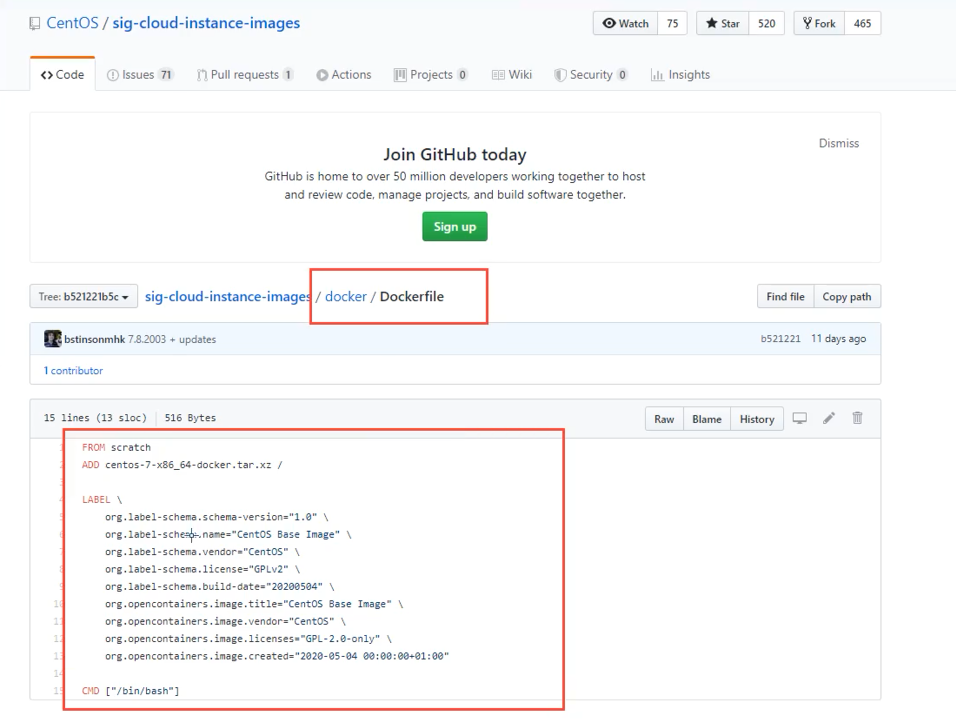 CentOS / sig-cloud-instance-images
Watch 75 Star 520 Fork 465
Code Issues 71 Pull requests 1 Actions Projects 0 Wiki Security 0 Insights
Dismiss
Join GitHub today
GitHub is home to over 50 million developers working together to host
and review code, manage projects, and build software together.
Sign up
Tree: b521221b5c sig-cloud-instance-images / docker / Dockerfile Find file Copy path
bstinsonmhk 7.8.2003 + updates b521221 11 days ago
1 contributor
15 lines (13 sloc) 516 Bytes Raw Blame History
FROM scratch
ADD centos-7-x86_64-docker.tar.xz /
LABEL \
org.label-schema.schema-version="1.0" \
org.label-schema.name="CentOS Base Image" \
org.label-schema.vendor="CentOS" \
org.label-schema.license="GPLv2" \
org.label-schema.build-date="20200504" \
10 org.opencontainers.image.title="CentOS Base Image" \
11 org.opencontainers.image.vendor="CentOS" \
12 org.opencontainers.image.licenses="GPL-2.0-only" \
13 org.opencontainers.image.created="2020-05-04 00:00:00+01:00"
14
15 CMD ["/bin/bash"]